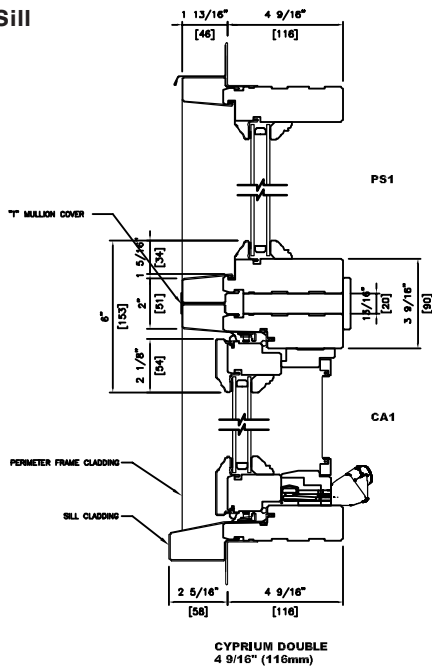 Sill
1 13/16" 4 9/16"
[46] [116]
PS1
"T" MULLION COVER
1 5/16"
[34]
6"
[153]
2"
[51]
13/16"
[20]
3 9/16"
[90]
2 1/8"
[54]
CA1
PERIMETER FRAME CLADDING
SILL CLADDING
2 5/16" 4 9/16"
[58] [116]
CYPRIUM DOUBLE
4 9/16" (116mm)